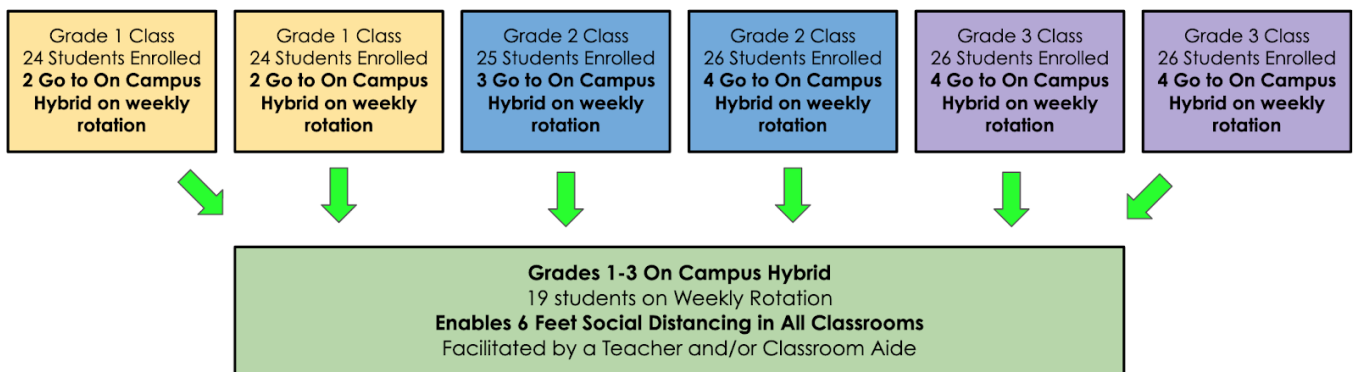 Grade 1 Class
24 Students Enrolled
2 Go to On Campus
Hybrid on weekly
rotation
Grade 1 Class
24 Students Enrolled
2 Go to On Campus
Hybrid on weekly
rotation
Grade 2 Class
25 Students Enrolled
3 Go to On Campus
Hybrid on weekly
rotation
Grade 2 Class
26 Students Enrolled
4 Go to On Campus
Hybrid on weekly
rotation
Grade 3 Class
26 Students Enrolled
4 Go to On Campus
Hybrid on weekly
rotation
Grade 3 Class
26 Students Enrolled
4 Go to On Campus
Hybrid on weekly
rotation
Grades 1-3 On Campus Hybrid
19 students on Weekly Rotation
Enables 6 Feet Social Distancing in All Classrooms
Facilitated by a Teacher and/or Classroom Aide